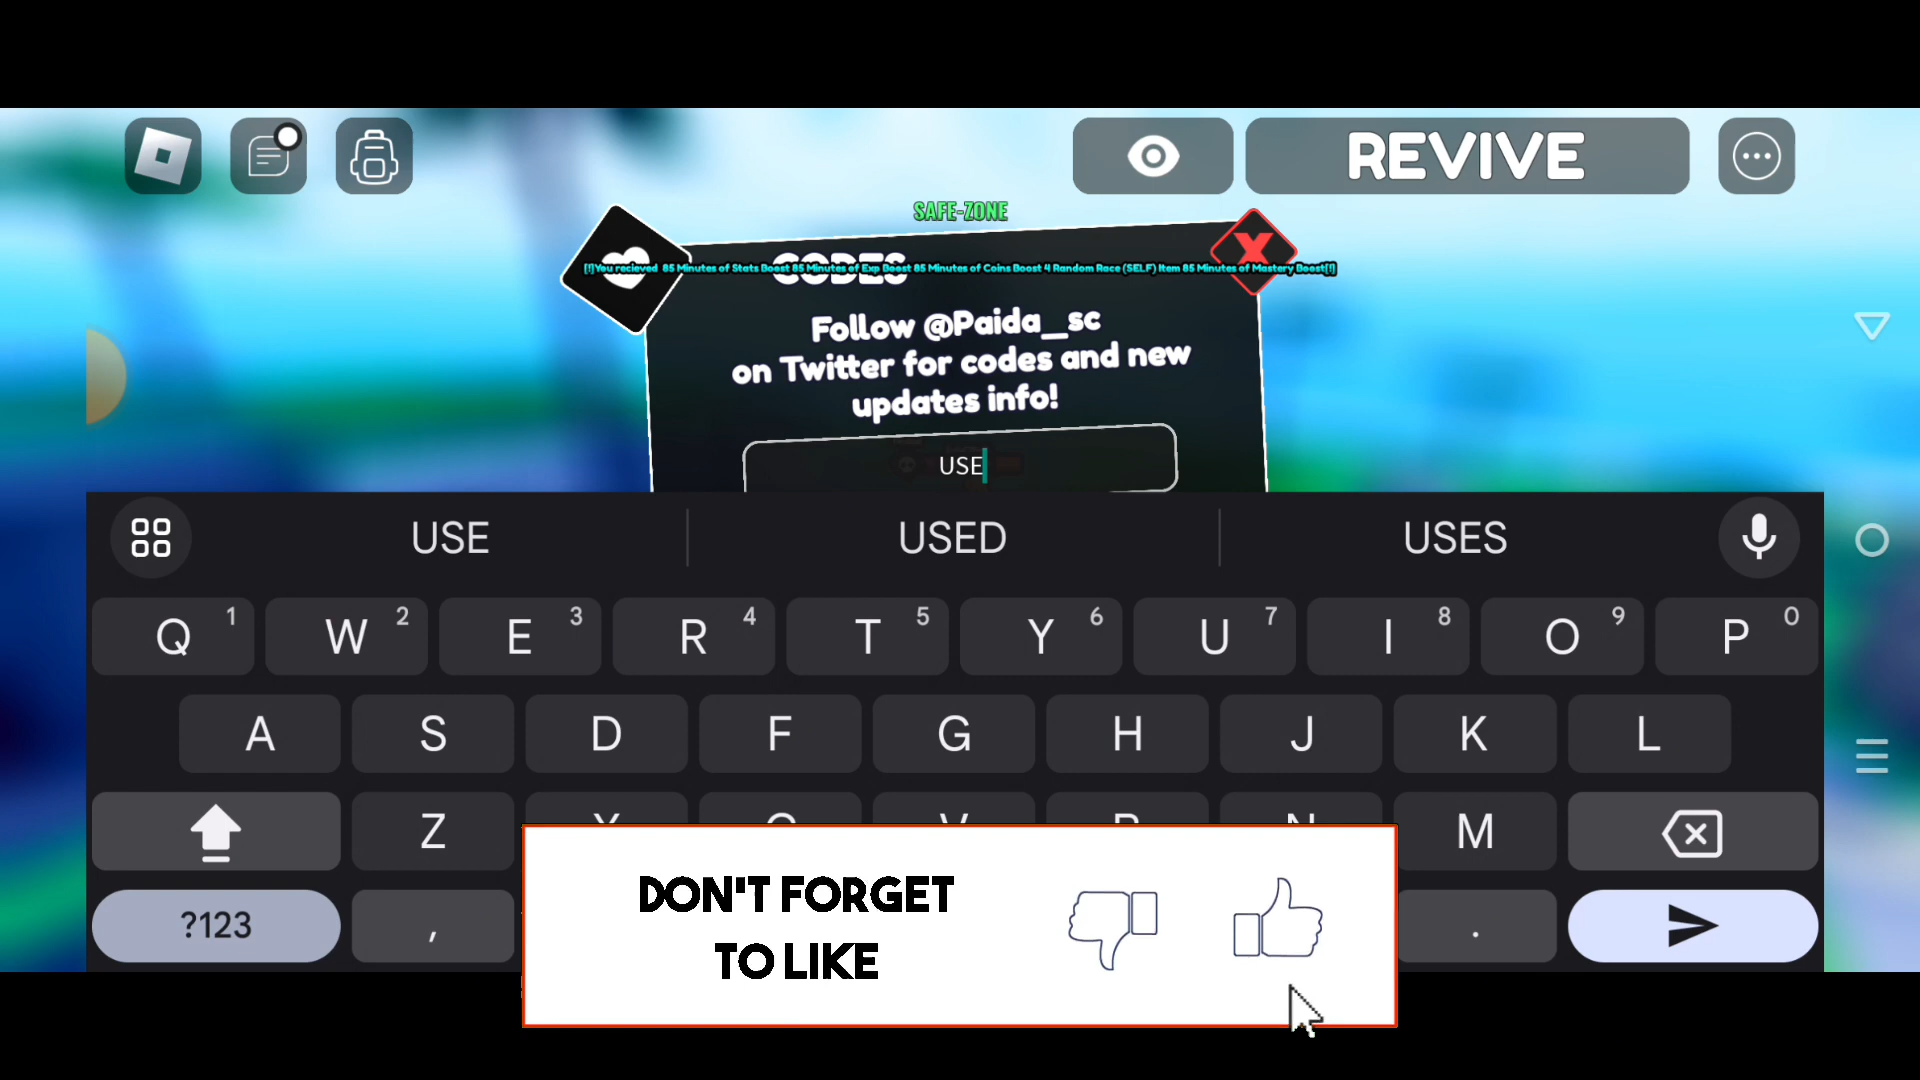 REVIVE
SAFE-ZONE
CODES
[!]You recieved 85 Minutes of Stats Boost 85 Minutes of Exp Boost 85 Minutes of Coins Boost 4 Random Race (SELF) Item 85 Minutes of Mastery Boost[!]
X
Follow @Paida_sc
on Twitter for codes and new
updates info!
USE
USE USED USES
Q 1 W 2 E 3 R 4 T 5 Y 6 U 7 I 8 O 9 P 0
A S D F G H J K L
Z X C V B N M
?123 , .
DON'T FORGET
TO LIKE